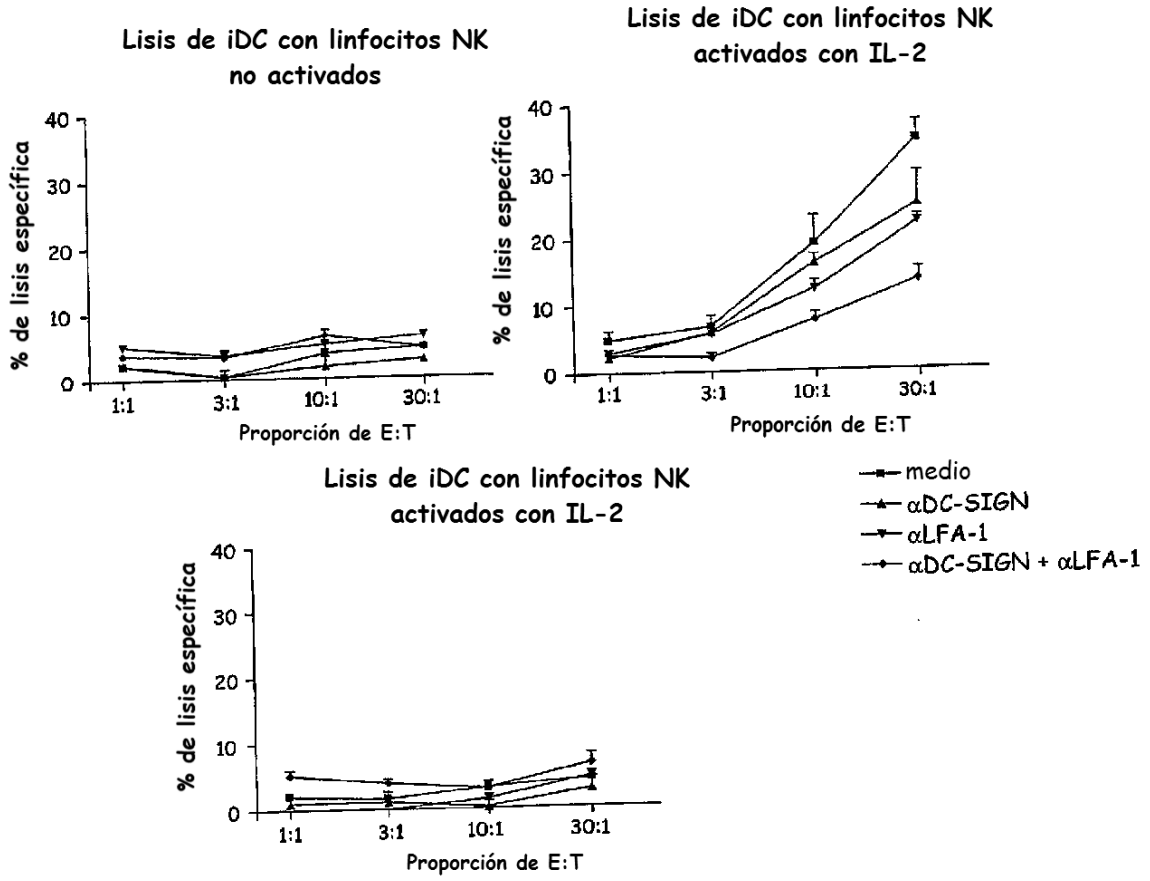 Lisis de iDC con linfocitos NK
no activados
% de lisis específica
40
30
20
10
0
1:1 3:1 10:1 30:1
Proporción de E:T
Lisis de iDC con linfocitos NK
activados con IL-2
% de lisis específica
40
30
20
10
0
1:1 3:1 10:1 30:1
Proporción de E:T
Lisis de iDC con linfocitos NK
activados con IL-2
% de lisis específica
40
30
20
10
0
1:1 3:1 10:1 30:1
Proporción de E:T
medio
αDC-SIGN
αLFA-1
αDC-SIGN + αLFA-1